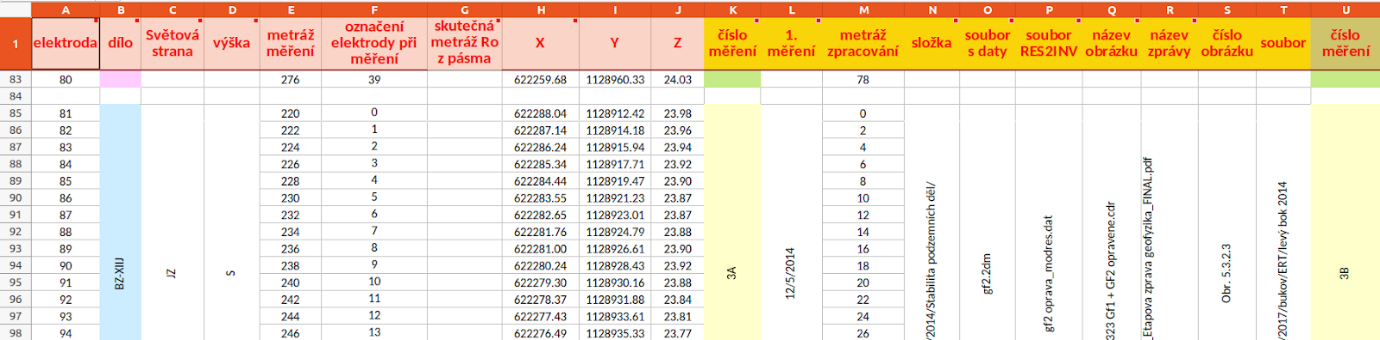 A B C D E F G H I J K L M N O P Q R S T U
1 elektroda dílo Světová strana výška metráž měření označení elektrody při měření skutečná metráž Ro z pásma X Y Z číslo měření 1. měření metráž zpracování složka soubor s daty soubor RES2INV název obrázku název zprávy číslo obrázku soubor číslo měření
83 80 276 39 622259.68 1128960.33 24.03 78
84
85 81 220 0 622288.04 1128912.42 23.98 0
86 82 222 1 622287.14 1128914.18 23.96 2
87 83 224 2 622286.24 1128915.94 23.94 4
88 84 226 3 622285.34 1128917.71 23.92 6
89 85 228 4 622284.44 1128919.47 23.90 8
90 86 230 5 622283.55 1128921.23 23.87 10
91 87 232 6 622282.65 1128923.01 23.87 12
92 88 234 7 622281.76 1128924.79 23.88 14
93 89 236 8 622281.00 1128926.61 23.90 16
94 90 238 9 622280.24 1128928.43 23.92 18
95 91 240 10 622279.30 1128930.16 23.88 20
96 92 242 11 622278.37 1128931.88 23.84 22
97 93 244 12 622277.43 1128933.61 23.81 24
98 94 246 13 622276.49 1128935.33 23.77 26
BZ-XIIJ
JZ
S
3A
12/5/2014
/2014/Stabilita podzemních děl/
gf2.2dm
gf2 oprava_modres.dat
323 Gf1 + GF2 opravene.cdr
_Etapova zprava geofyzika_FINAL.pdf
Obr. 5.3.2.3
/2017/bukov/ERT/levý bok 2014
3B